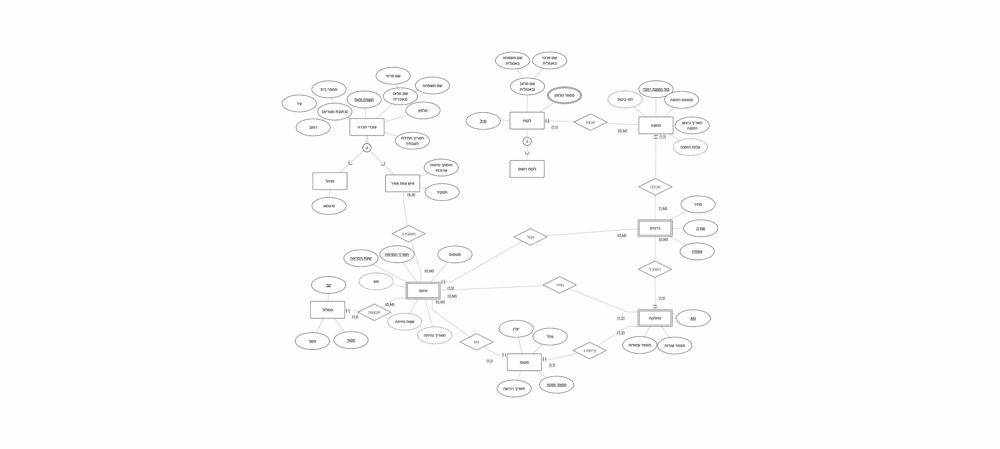 שם משפחה
באנגלית
שם פרטי
באנגלית
שם פרטי
שם משפחה
שם מלא)
באנגלית)
מספר בית
קוד הזמנה ייחודי
שם מלא)
(בעברית
תעודת זהות
מספר טלפון
דמי ביטול
סטטוס הזמנה
עיר
(כתובת מגורים)
טלפון
רחוב
עובדי חברה
מייל
לקוח
(1,1)
מבצע
(0,M)
הזמנה
תאריך ביצוע
הזמנה
(1,1)
תאריך תחילת
העבודה
d
d
עלות הזמנה
מוסמך טיסות
ארוכות
לקוח רשום
מנהל
איש צוות אוויר
מכילה
תפקיד
(5,9)
סיסמא
מחיר
(1,M)
משובץ ב
עבור
(0,M)
כרטיס
שורה
(0,M)
עמודה
שעת המראה
תאריך המראה
סטטוס
הוזמן ל
(0,M)
סוג
יעד
טיסה
(1,1)
(0,M)
מחיר
(1,1)
(0,M)
(0,M)
מסלול
(1,1)
מבצעת
שעת נחיתה
(1,2)
מחלקה
סוג
תאריך נחיתה
יצרן
גודל
(1,2)
משך
מקור
טס
קיימת ב
מספר עמודות
מספר שורות
(1,1)
מטוס
(1,1)
תאריך רכישה
מספר מזהה